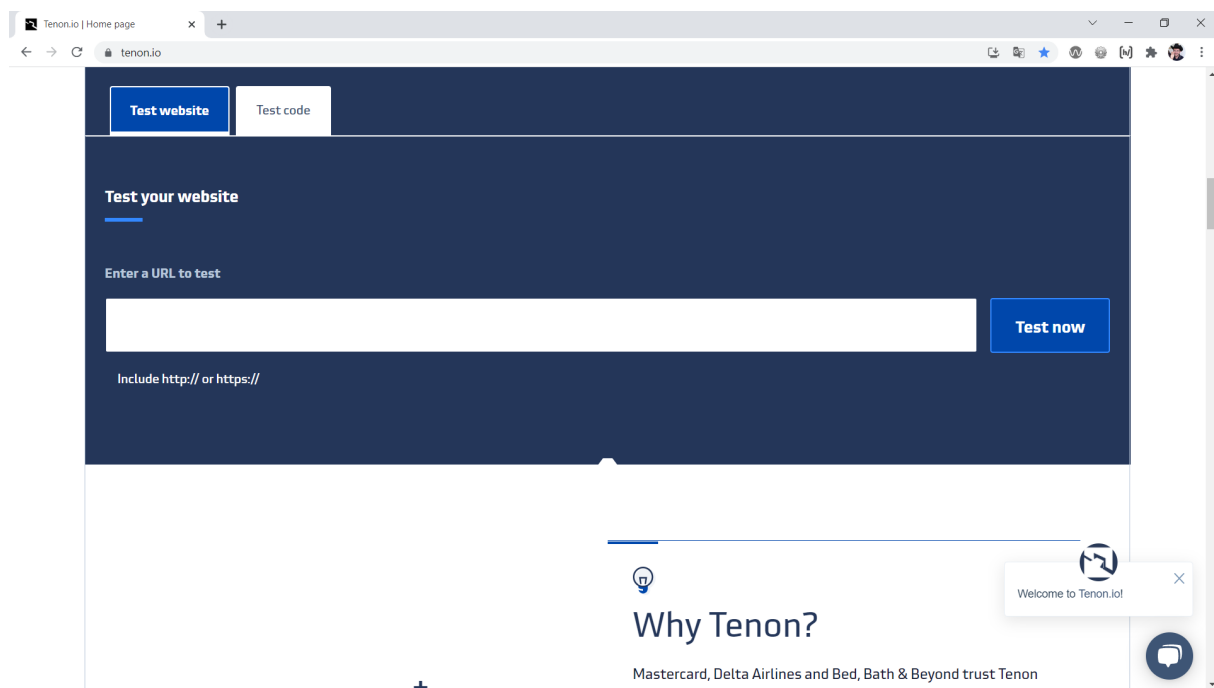 Tenon.io | Home page
tenon.io
Test website
Test code
Test your website
Enter a URL to test
Test now
Include http:// or https://
Welcome to Tenon.io!
Why Tenon?
Mastercard, Delta Airlines and Bed, Bath & Beyond trust Tenon